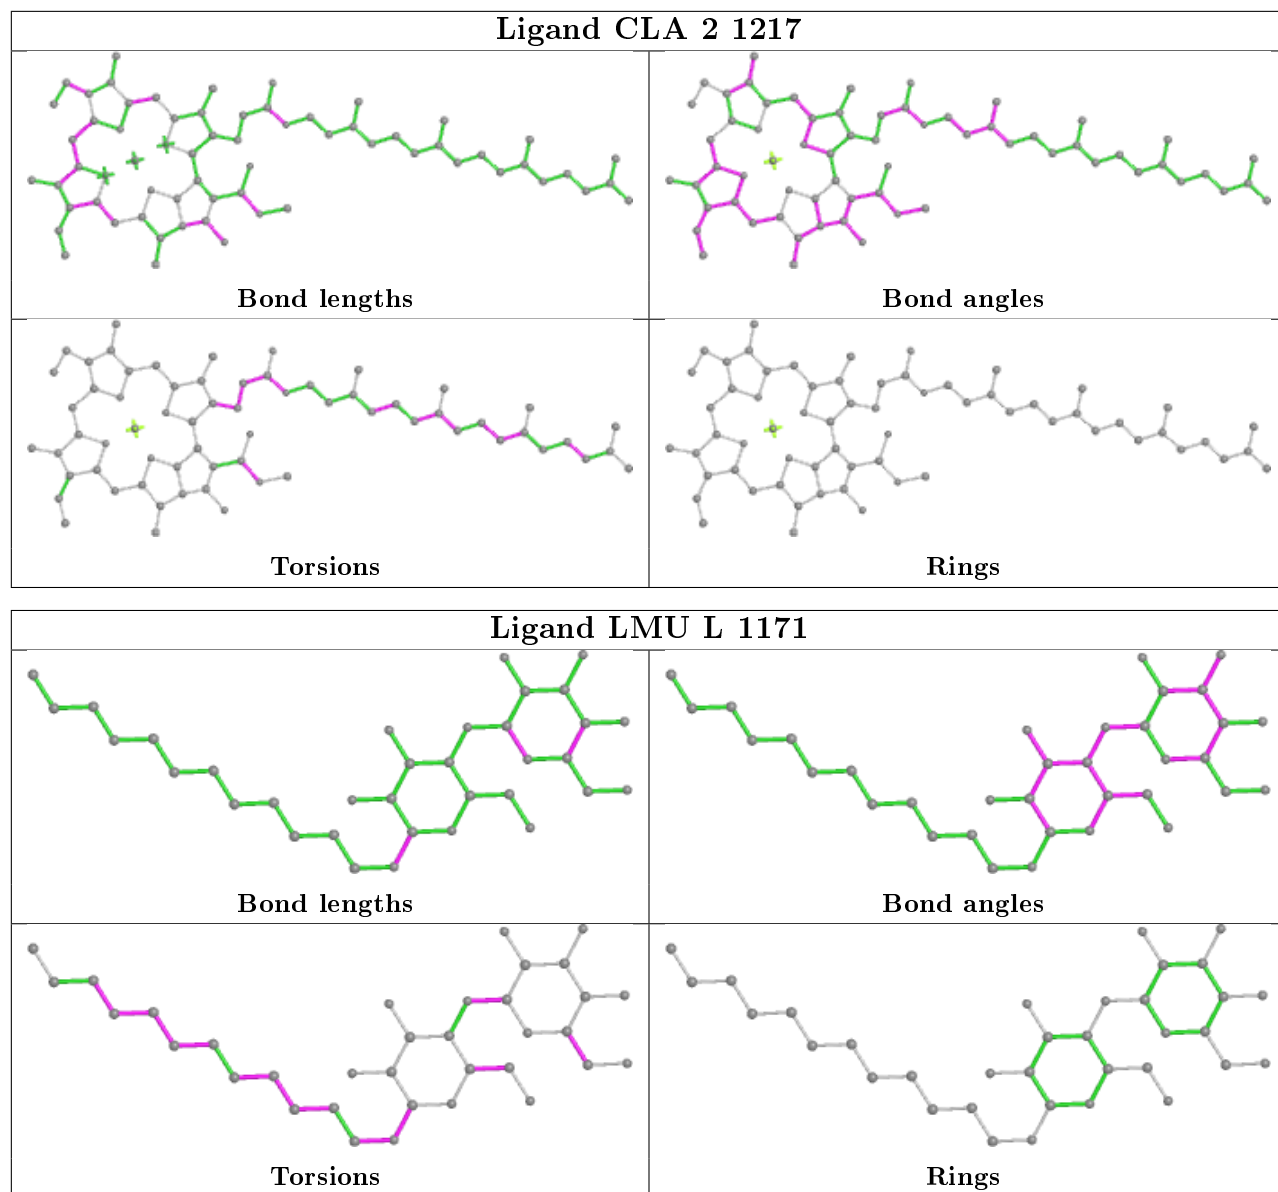 Ligand CLA 2 1217
Bond lengths
Bond angles
Torsions
Rings
Ligand LMU L 1171
Bond lengths
Bond angles
Torsions
Rings